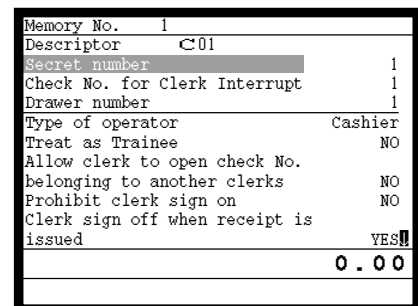 Memory No. 1
Descriptor C01
Secret number 1
Check No. for Clerk Interrupt 1
Drawer number 1
Type of operator Cashier
Treat as Trainee NO
Allow clerk to open check No.
belonging to another clerks NO
Prohibit clerk sign on NO
Clerk sign off when receipt is
issued YES
0.00